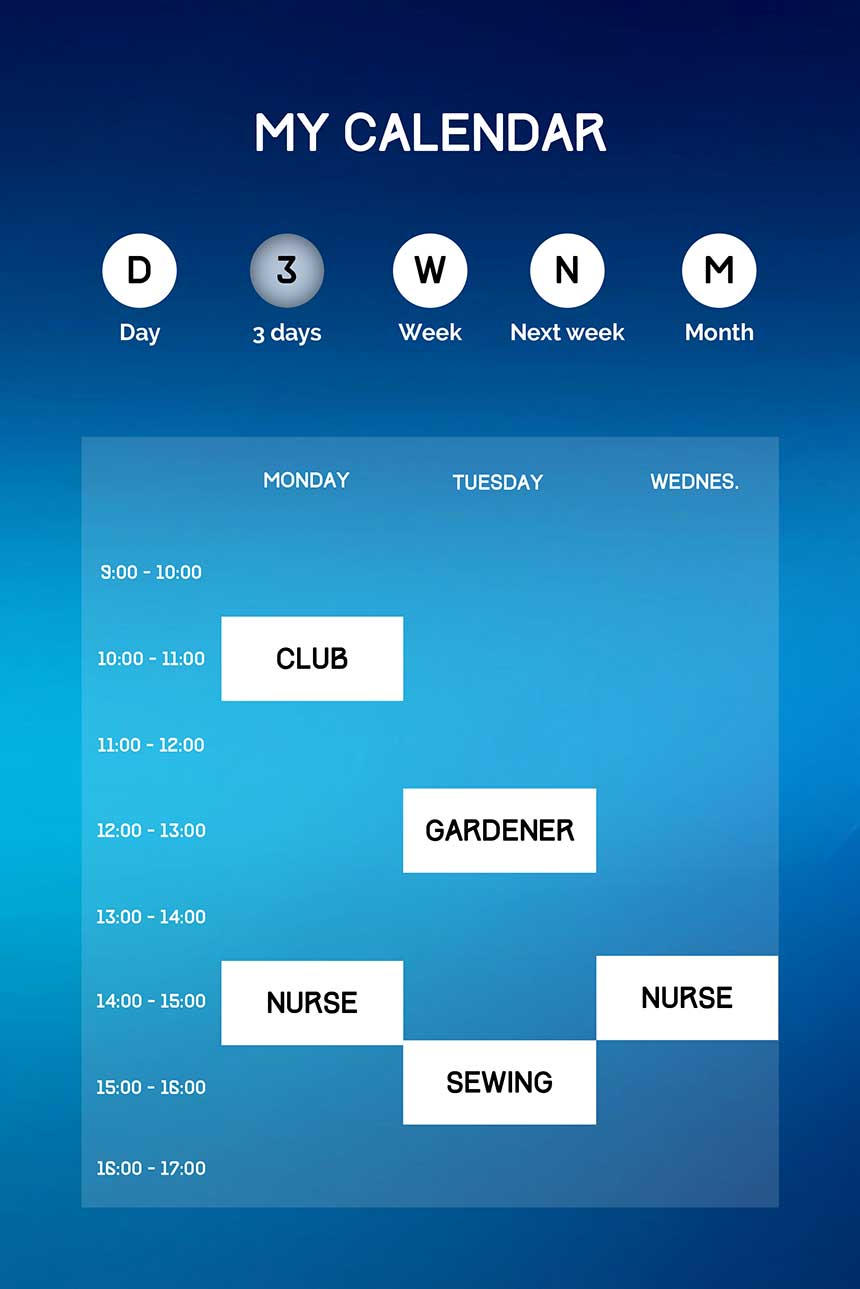 MY CALENDAR
D 3 W N M
Day 3 days Week Next week Month
MONDAY TUESDAY WEDNES.
9:00 - 10:00
10:00 - 11:00 CLUB
11:00 - 12:00
12:00 - 13:00 GARDENER
13:00 - 14:00
14:00 - 15:00 NURSE NURSE
15:00 - 16:00 SEWING
16:00 - 17:00